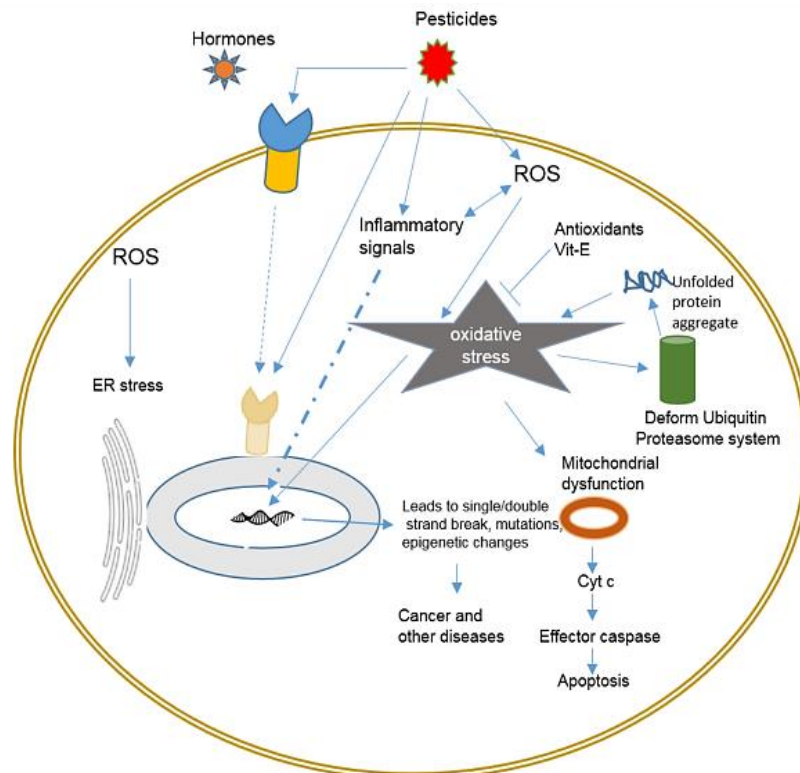 Pesticides
Hormones
ROS
Inflammatory
signals
Antioxidants
Vit-E
ROS
Unfolded
protein
aggregate
oxidative
stress
ER stress
Deform Ubiquitin
Proteasome system
Mitochondrial
dysfunction
Leads to single/double
strand break, mutations,
epigenetic changes
Cyt c
Cancer and
other diseases
Effector caspase
Apoptosis